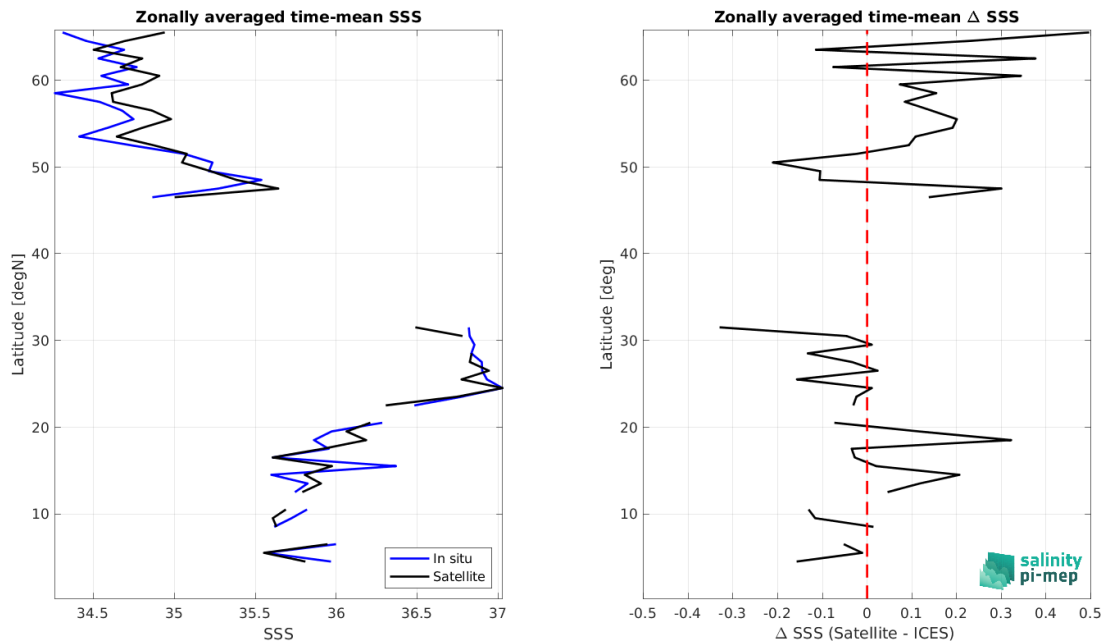 Zonally averaged time-mean SSS
Latitude [degN]
60
50
40
30
20
10
34.5 35 35.5 36 36.5 37
SSS
In situ
Satellite
Zonally averaged time-mean Δ SSS
Latitude [deg]
60
50
40
30
20
10
-0.5 -0.4 -0.3 -0.2 -0.1 0 0.1 0.2 0.3 0.4 0.5
Δ SSS (Satellite - ICES)
salinity
pi-mep